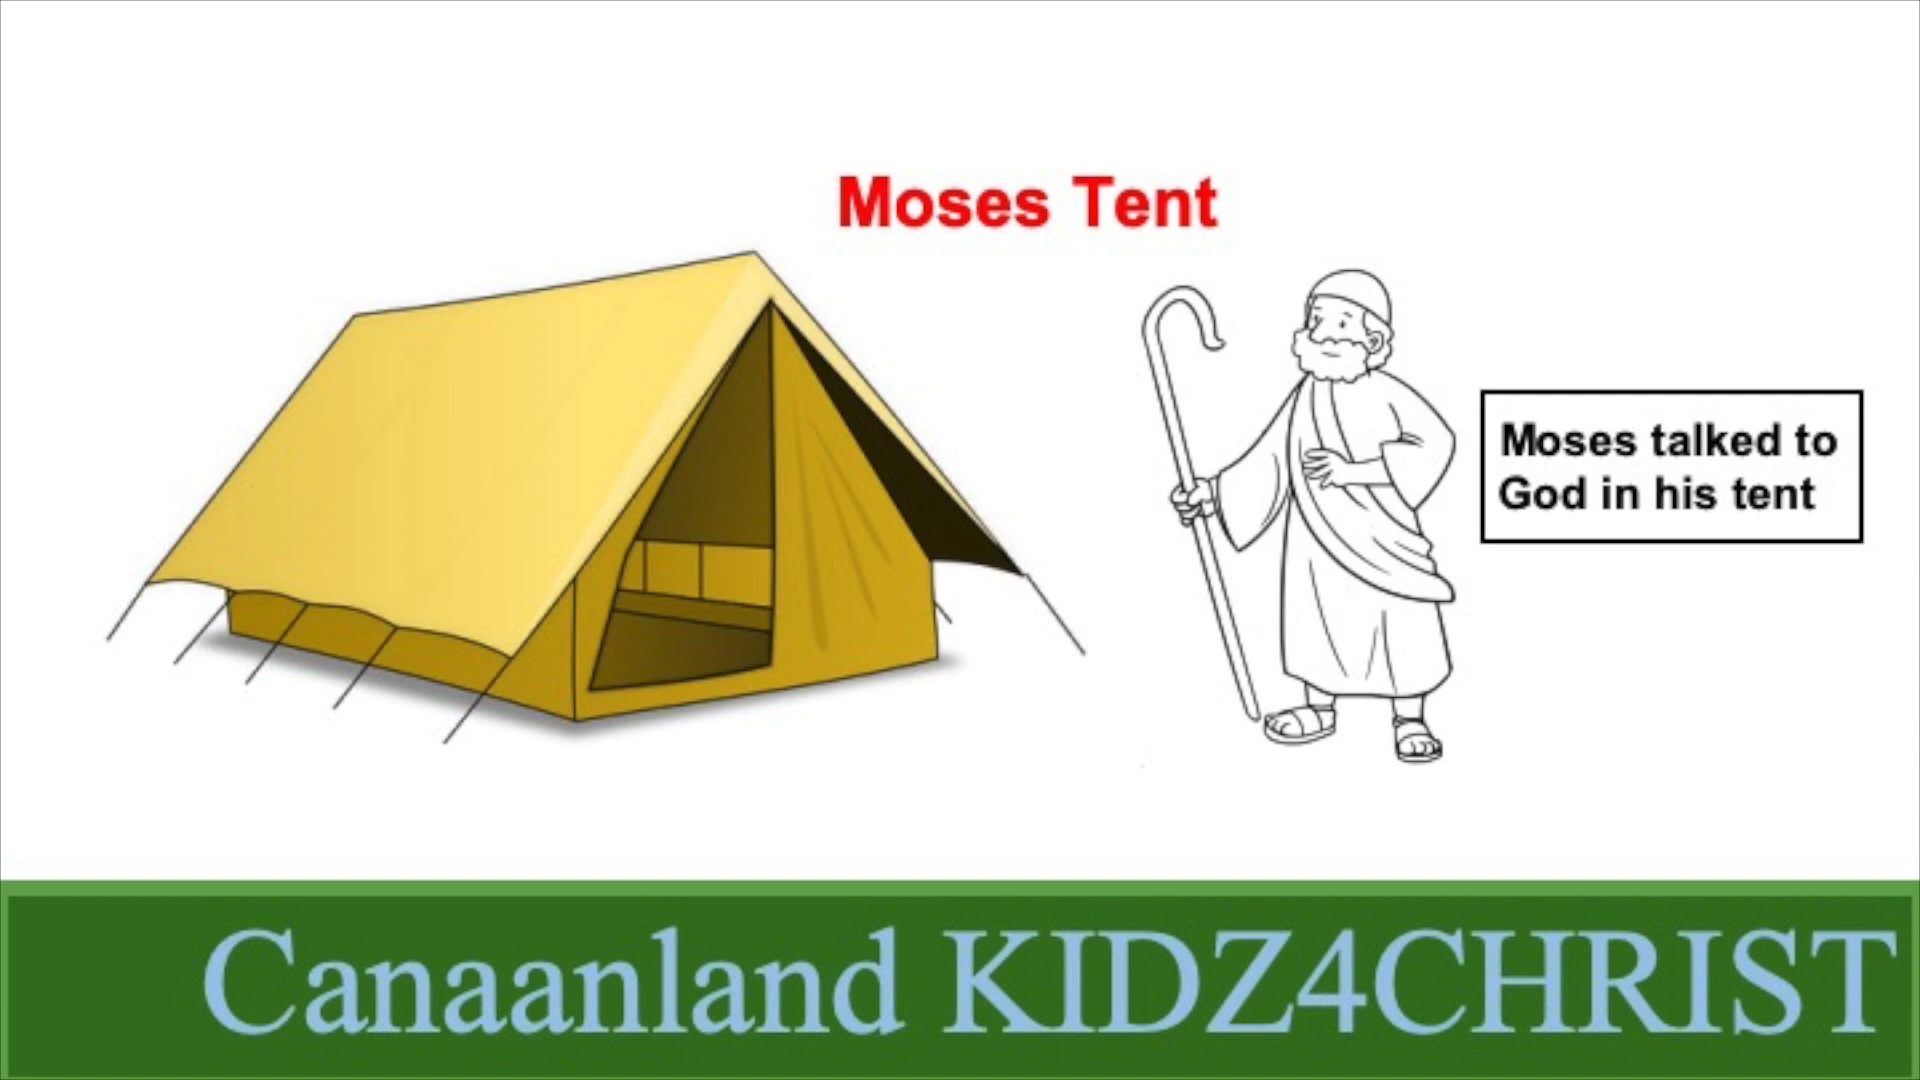 Moses Tent
Moses talked to
God in his tent
Canaanland KIDZ4CHRIST